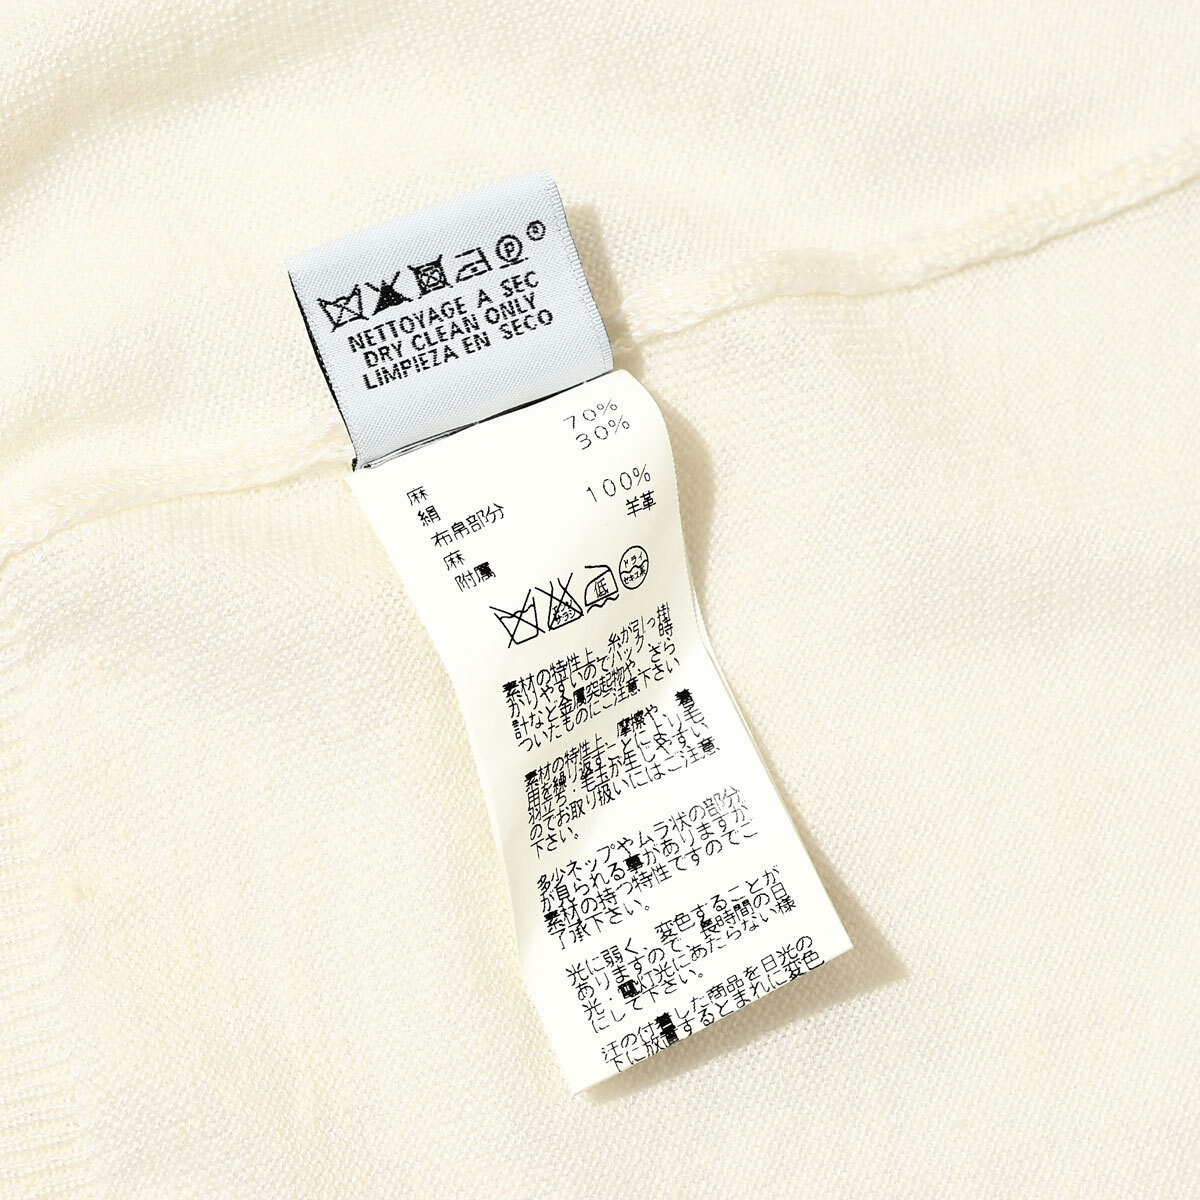 P ®
NETTOYAGE A SEC
DRY CLEAN ONLY
LIMPIEZA EN SECO
麻 70%
絹 30%
布帛部分
麻 100%
附属 羊革
低 ドライ
素材の特性上、糸が引っ掛
かりやすいのでバック、時
計など金属突起物や、ざら
ついたものにご注意下さい
素材の特性上、摩擦や、着
用を繰り返すことにより毛
羽立ち・毛玉が生じやすい
のでお取り扱いにはご注意
下さい。
多少ネップやムラ状の部分
が見られる事がありますが
素材の持つ特性ですのでご
了承下さい。
光に弱く、変色することが
ありますので、長時間の日
光・電灯光にあたらない様
にして下さい。
汗の付着した商品を日光の
下に放置するとまれに変色